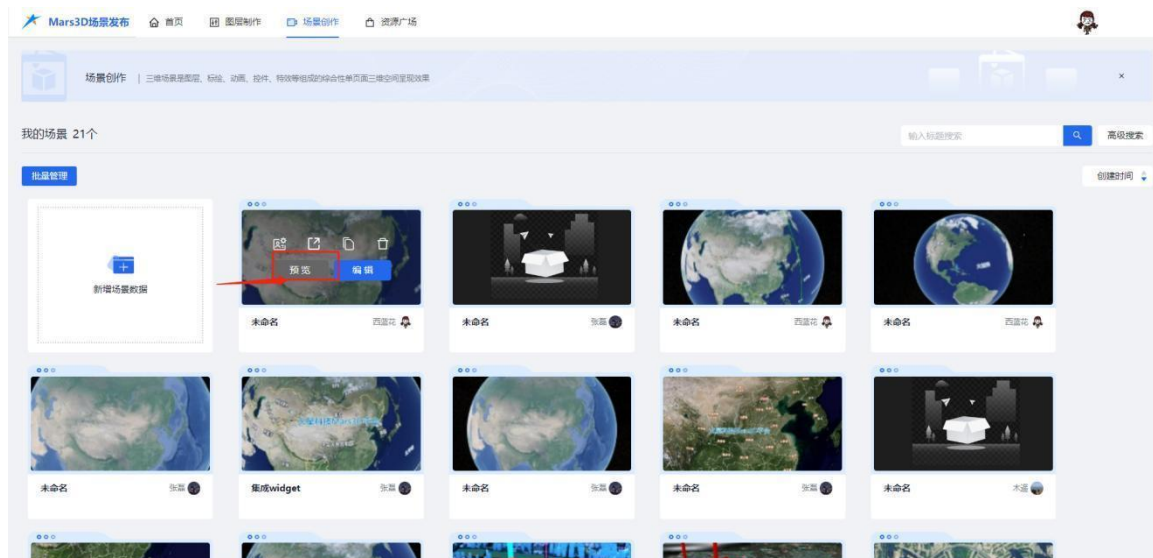 Mars3D场景发布 首页 图层制作 场景创作 资源广场
场景创作 | 三维场景是图层、标绘、动画、控件、特效等组成的综合性单页面三维空间呈现效果
我的场景 21个
输入标题搜索 高级搜索
批量管理 创建时间
预览 编辑
新增场景数据
未命名 西蓝花 未命名 张磊 未命名 西蓝花 未命名 西蓝花
未命名 张磊 集成widget 张磊 未命名 张磊 未命名 张磊 未命名 木遥